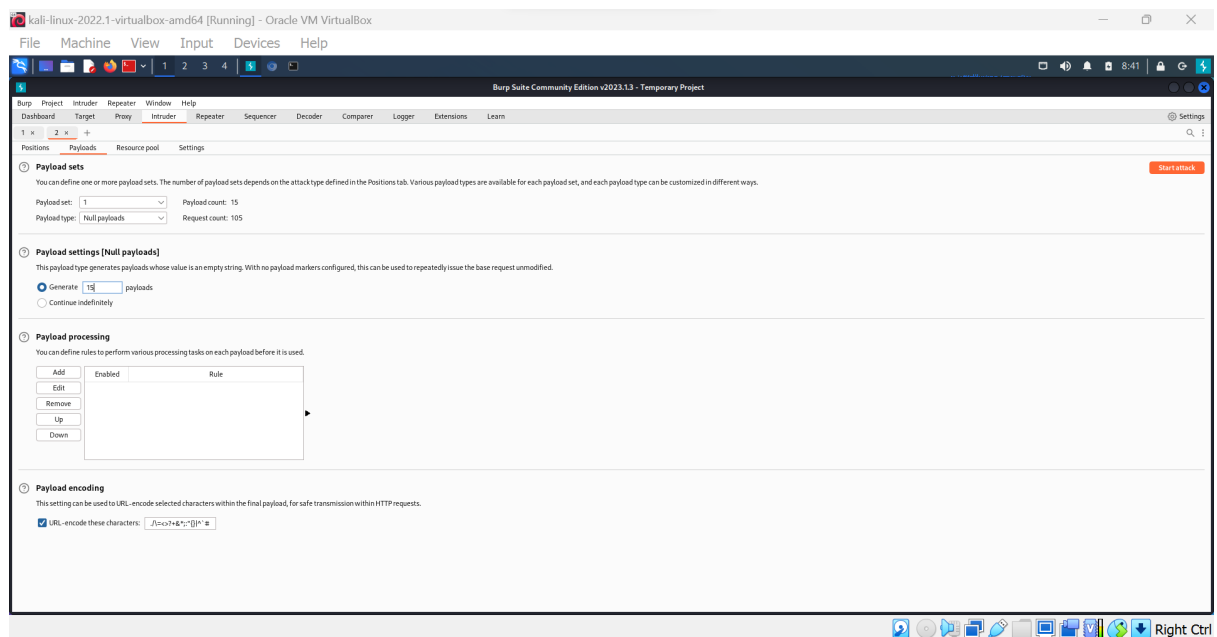 kali-linux-2022.1-virtualbox-amd64 [Running] - Oracle VM VirtualBox
File Machine View Input Devices Help
1 2 3 4 8:41
Burp Suite Community Edition v2023.1.3 - Temporary Project
Burp Project Intruder Repeater Window Help
Dashboard Target Proxy Intruder Repeater Sequencer Decoder Comparer Logger Extensions Learn Settings
1 × 2 × +
Positions Payloads Resource pool Settings
Payload sets
Start attack
You can define one or more payload sets. The number of payload sets depends on the attack type defined in the Positions tab. Various payload types are available for each payload set, and each payload type can be customized in different ways.
Payload set: 1 Payload count: 15
Payload type: Null payloads Request count: 105
Payload settings [Null payloads]
This payload type generates payloads whose value is an empty string. With no payload markers configured, this can be used to repeatedly issue the base request unmodified.
Generate 15 payloads
Continue indefinitely
Payload processing
You can define rules to perform various processing tasks on each payload before it is used.
Add Enabled Rule
Edit
Remove
Up
Down
Payload encoding
This setting can be used to URL-encode selected characters within the final payload, for safe transmission within HTTP requests.
URL-encode these characters: ./\=<>?+&*;:"{}|^`#
Right Ctrl